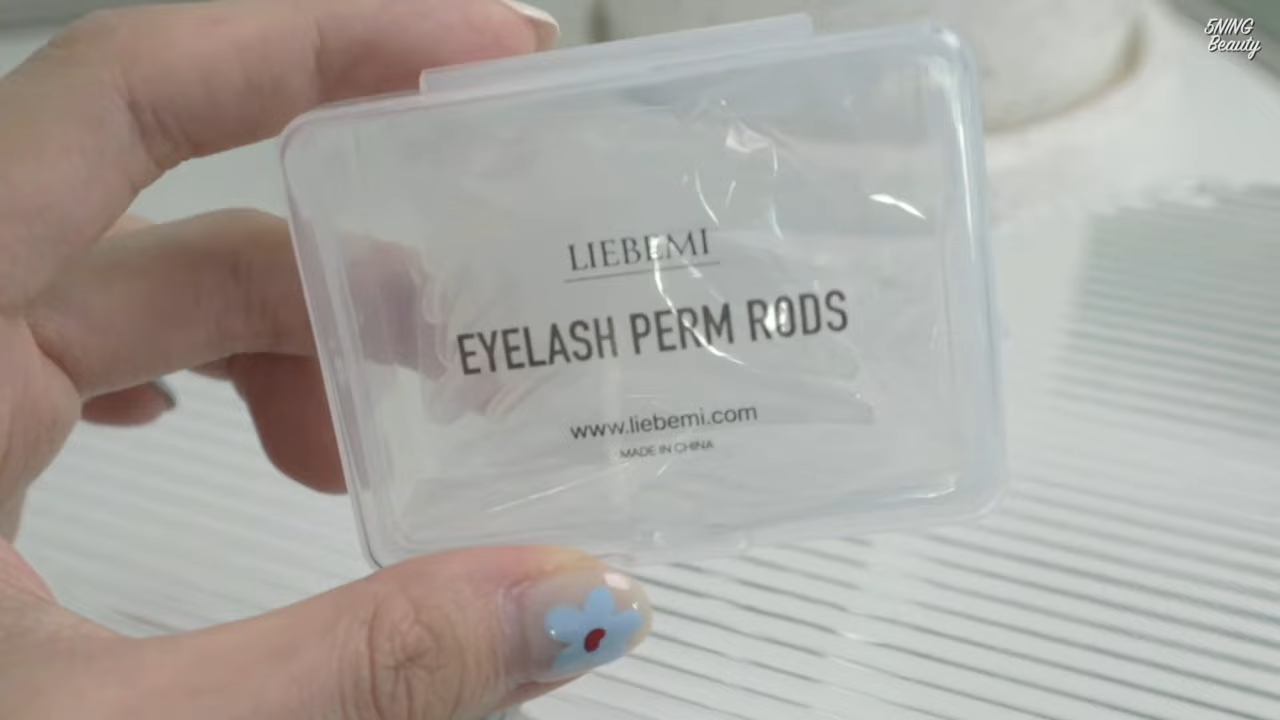 5NING
Beauty
LIEBEMI
EYELASH PERM RODS
www.liebemi.com
MADE IN CHINA